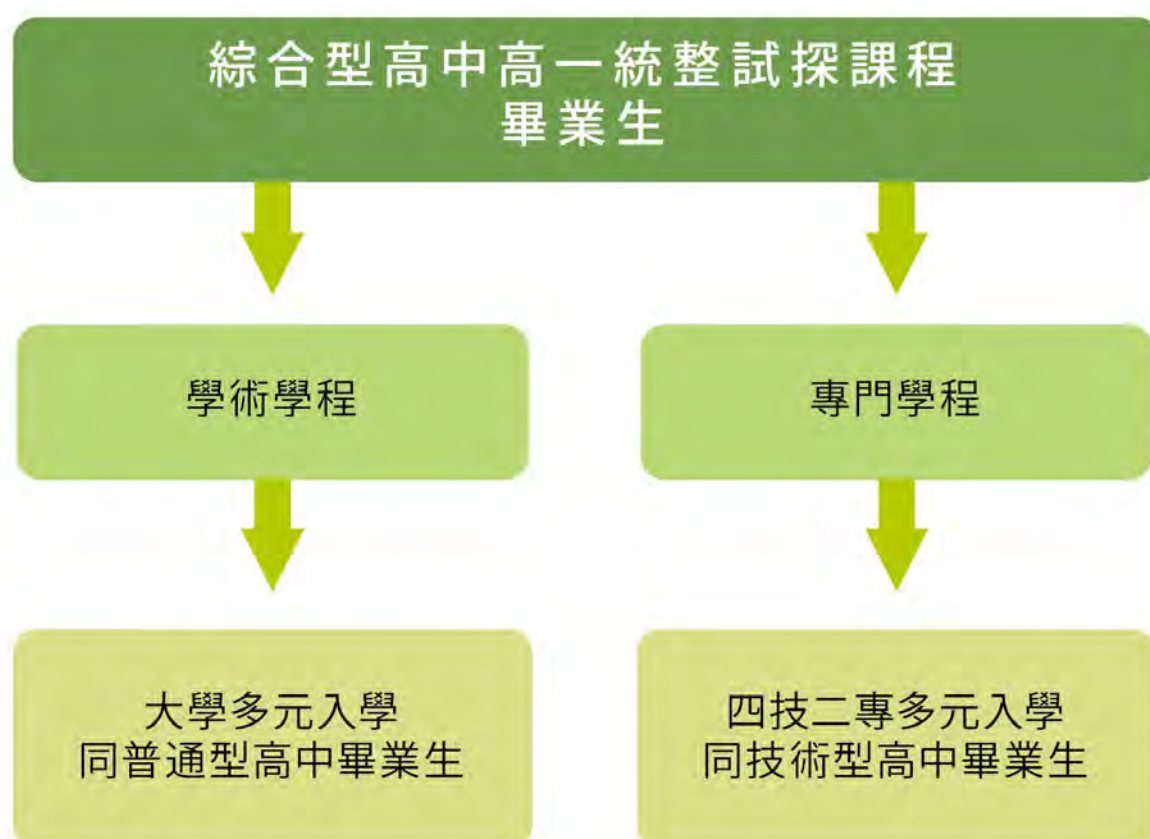 綜合型高中高一統整試探課程
畢業生
學術學程
專門學程
大學多元入學
同普通型高中畢業生
四技二專多元入學
同技術型高中畢業生